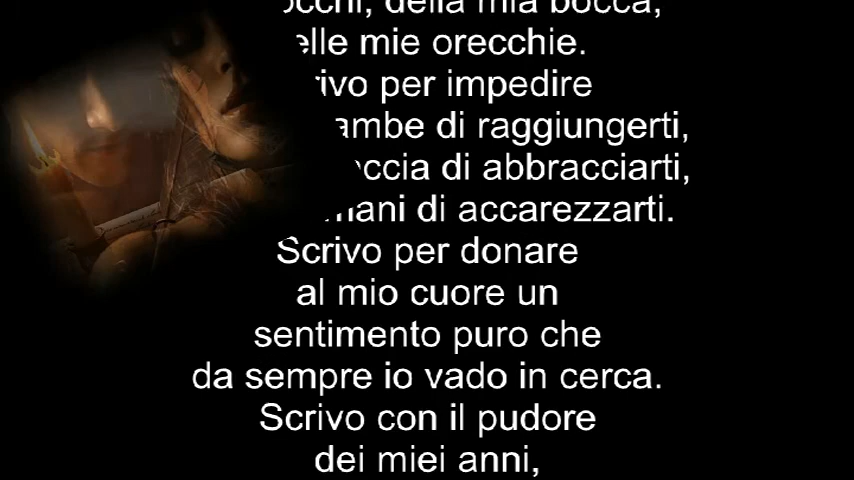 occhi, della mia bocca,
elle mie orecchie.
rivo per impedire
ambe di raggiungerti,
accia di abbracciarti,
mani di accarezzarti.
Scrivo per donare
al mio cuore un
sentimento puro che
da sempre io vado in cerca.
Scrivo con il pudore
dei miei anni,